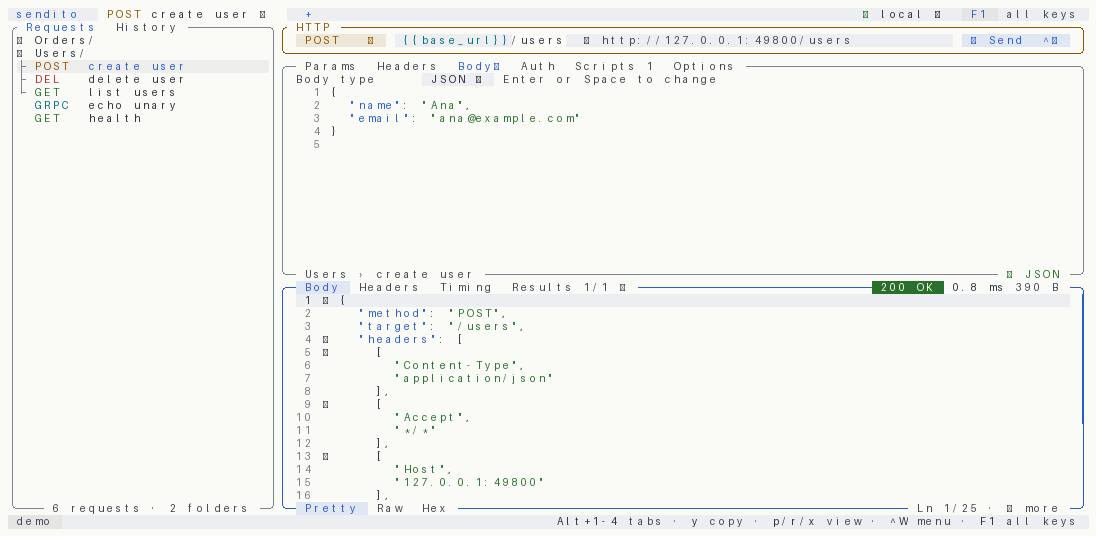 sendito POST create user + local F1 all keys
Requests History
HTTP
Orders/
Users/
POST create user
DEL delete user
GET list users
GRPC echo unary
GET health
6 requests · 2 folders
POST {{base_url}}/users http://127.0.0.1:49800/users Send ^
Params Headers Body Auth Scripts 1 Options
Body type JSON Enter or Space to change
1 {
2 "name": "Ana",
3 "email": "ana@example.com"
4 }
5
Users › create user JSON
Body Headers Timing Results 1/1 200 OK 0.8 ms 390 B
1 {
2 "method": "POST",
3 "target": "/users",
4 "headers": [
5 [
6 "Content-Type",
7 "application/json"
8 ],
9 [
10 "Accept",
11 "*/*"
12 ],
13 [
14 "Host",
15 "127.0.0.1:49800"
16 ],
Pretty Raw Hex Ln 1/25 · more
demo Alt+1-4 tabs · y copy · p/r/x view · ^W menu · F1 all keys